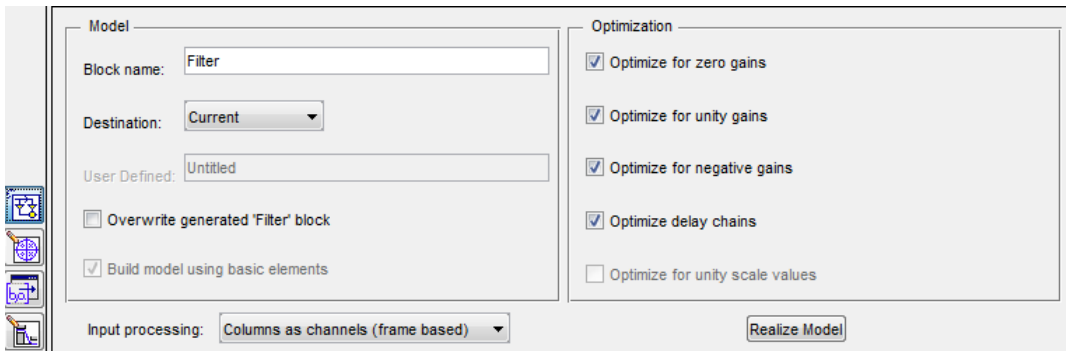 Model
Block name: Filter
Destination: Current
User Defined: Untitled
Overwrite generated 'Filter' block
Build model using basic elements
Optimization
Optimize for zero gains
Optimize for unity gains
Optimize for negative gains
Optimize delay chains
Optimize for unity scale values
Input processing: Columns as channels (frame based)
Realize Model